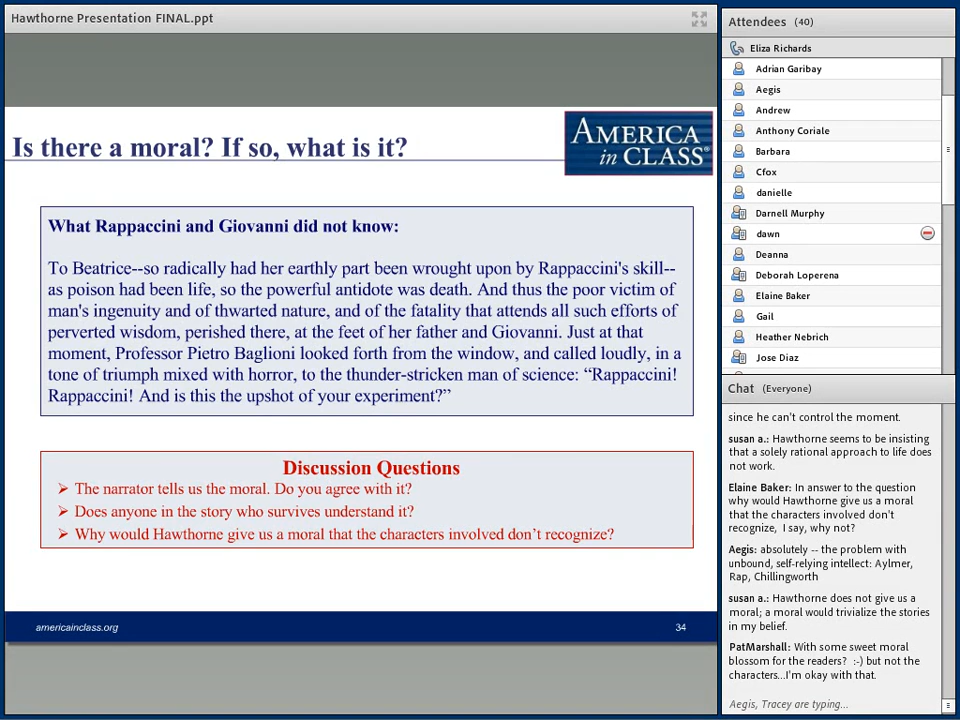 Hawthorne Presentation FINAL.ppt
Is there a moral? If so, what is it?
AMERICA
in CLASS®
What Rappaccini and Giovanni did not know:
To Beatrice--so radically had her earthly part been wrought upon by Rappaccini's skill--
as poison had been life, so the powerful antidote was death. And thus the poor victim of
man's ingenuity and of thwarted nature, and of the fatality that attends all such efforts of
perverted wisdom, perished there, at the feet of her father and Giovanni. Just at that
moment, Professor Pietro Baglioni looked forth from the window, and called loudly, in a
tone of triumph mixed with horror, to the thunder-stricken man of science: “Rappaccini!
Rappaccini! And is this the upshot of your experiment?”
Discussion Questions
The narrator tells us the moral. Do you agree with it?
Does anyone in the story who survives understand it?
Why would Hawthorne give us a moral that the characters involved don’t recognize?
americainclass.org
34
Attendees (40)
Eliza Richards
Adrian Garibay
Aegis
Andrew
Anthony Coriale
Barbara
Cfox
danielle
Darnell Murphy
dawn
Deanna
Deborah Loperena
Elaine Baker
Gail
Heather Nebrich
Jose Diaz
Chat (Everyone)
since he can't control the moment.
susan a.: Hawthorne seems to be insisting
that a solely rational approach to life does
not work.
Elaine Baker: In answer to the question
why would Hawthorne give us a moral
that the characters involved don't
recognize, I say, why not?
Aegis: absolutely -- the problem with
unbound, self-relying intellect: Aylmer,
Rap, Chillingworth
susan a.: Hawthorne does not give us a
moral; a moral would trivialize the stories
in my belief.
PatMarshall: With some sweet moral
blossom for the readers? :-) but not the
characters...I'm okay with that.
Aegis, Tracey are typing...